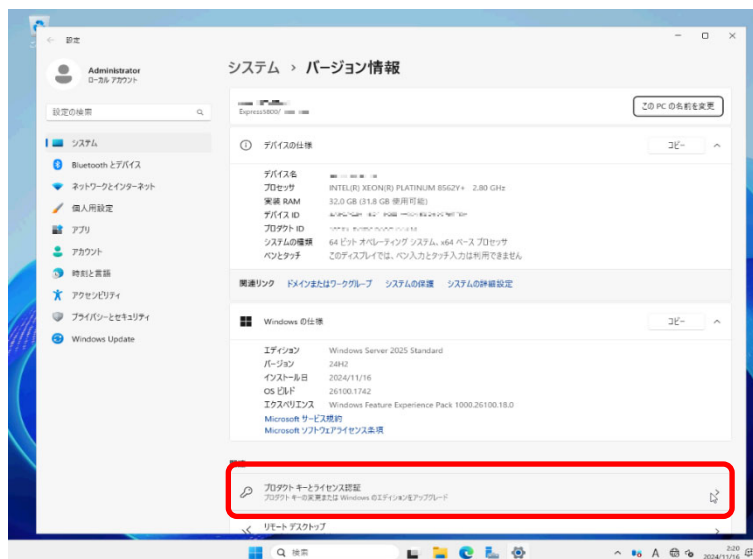 設定
Administrator
ローカル アカウント
設定の検索
システム
Bluetooth とデバイス
ネットワークとインターネット
個人用設定
アプリ
アカウント
時刻と言語
アクセシビリティ
プライバシーとセキュリティ
Windows Update
システム › バージョン情報
Express5800/
この PC の名前を変更
デバイスの仕様
コピー
デバイス名
プロセッサ INTEL(R) XEON(R) PLATINUM 8562Y+ 2.80 GHz
実装 RAM 32.0 GB (31.8 GB 使用可能)
デバイス ID
プロダクト ID
システムの種類 64 ビット オペレーティング システム、x64 ベース プロセッサ
ペンとタッチ このディスプレイでは、ペン入力とタッチ入力は利用できません
関連リンク ドメインまたはワークグループ システムの保護 システムの詳細設定
Windows の仕様
コピー
エディション Windows Server 2025 Standard
バージョン 24H2
インストール日 2024/11/16
OS ビルド 26100.1742
エクスペリエンス Windows Feature Experience Pack 1000.26100.18.0
Microsoft サービス規約
Microsoft ソフトウェアライセンス条項
プロダクト キーとライセンス認証
プロダクト キーの変更または Windows のエディションをアップグレード
リモート デスクトップ
検索
A
2:20
2024/11/16